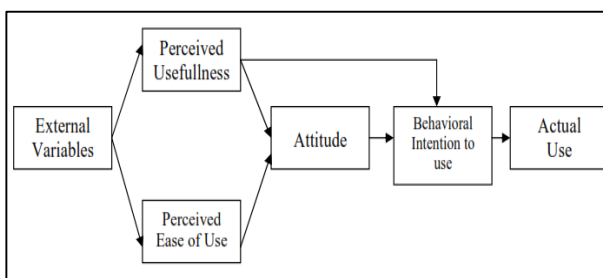 Perceived
Usefullness
External
Variables
Attitude
Behavioral
Intention to
use
Actual
Use
Perceived
Ease of Use